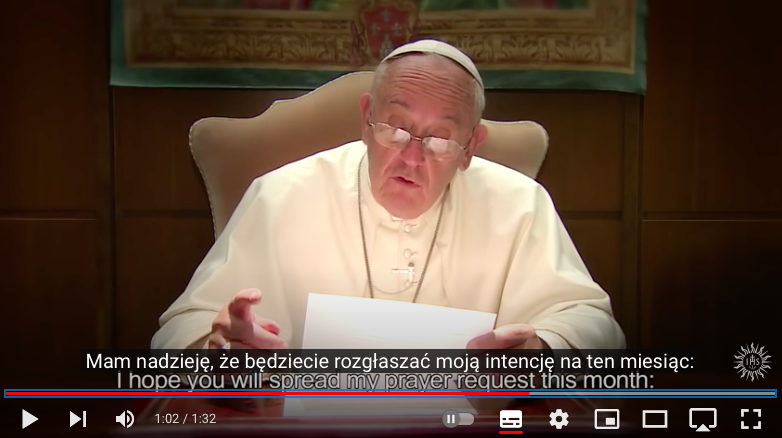 Mam nadzieję, że będziecie rozgłaszać moją intencję na ten miesiąc:
I hope you will spread my prayer request this month:
IHS
1:02 / 1:32